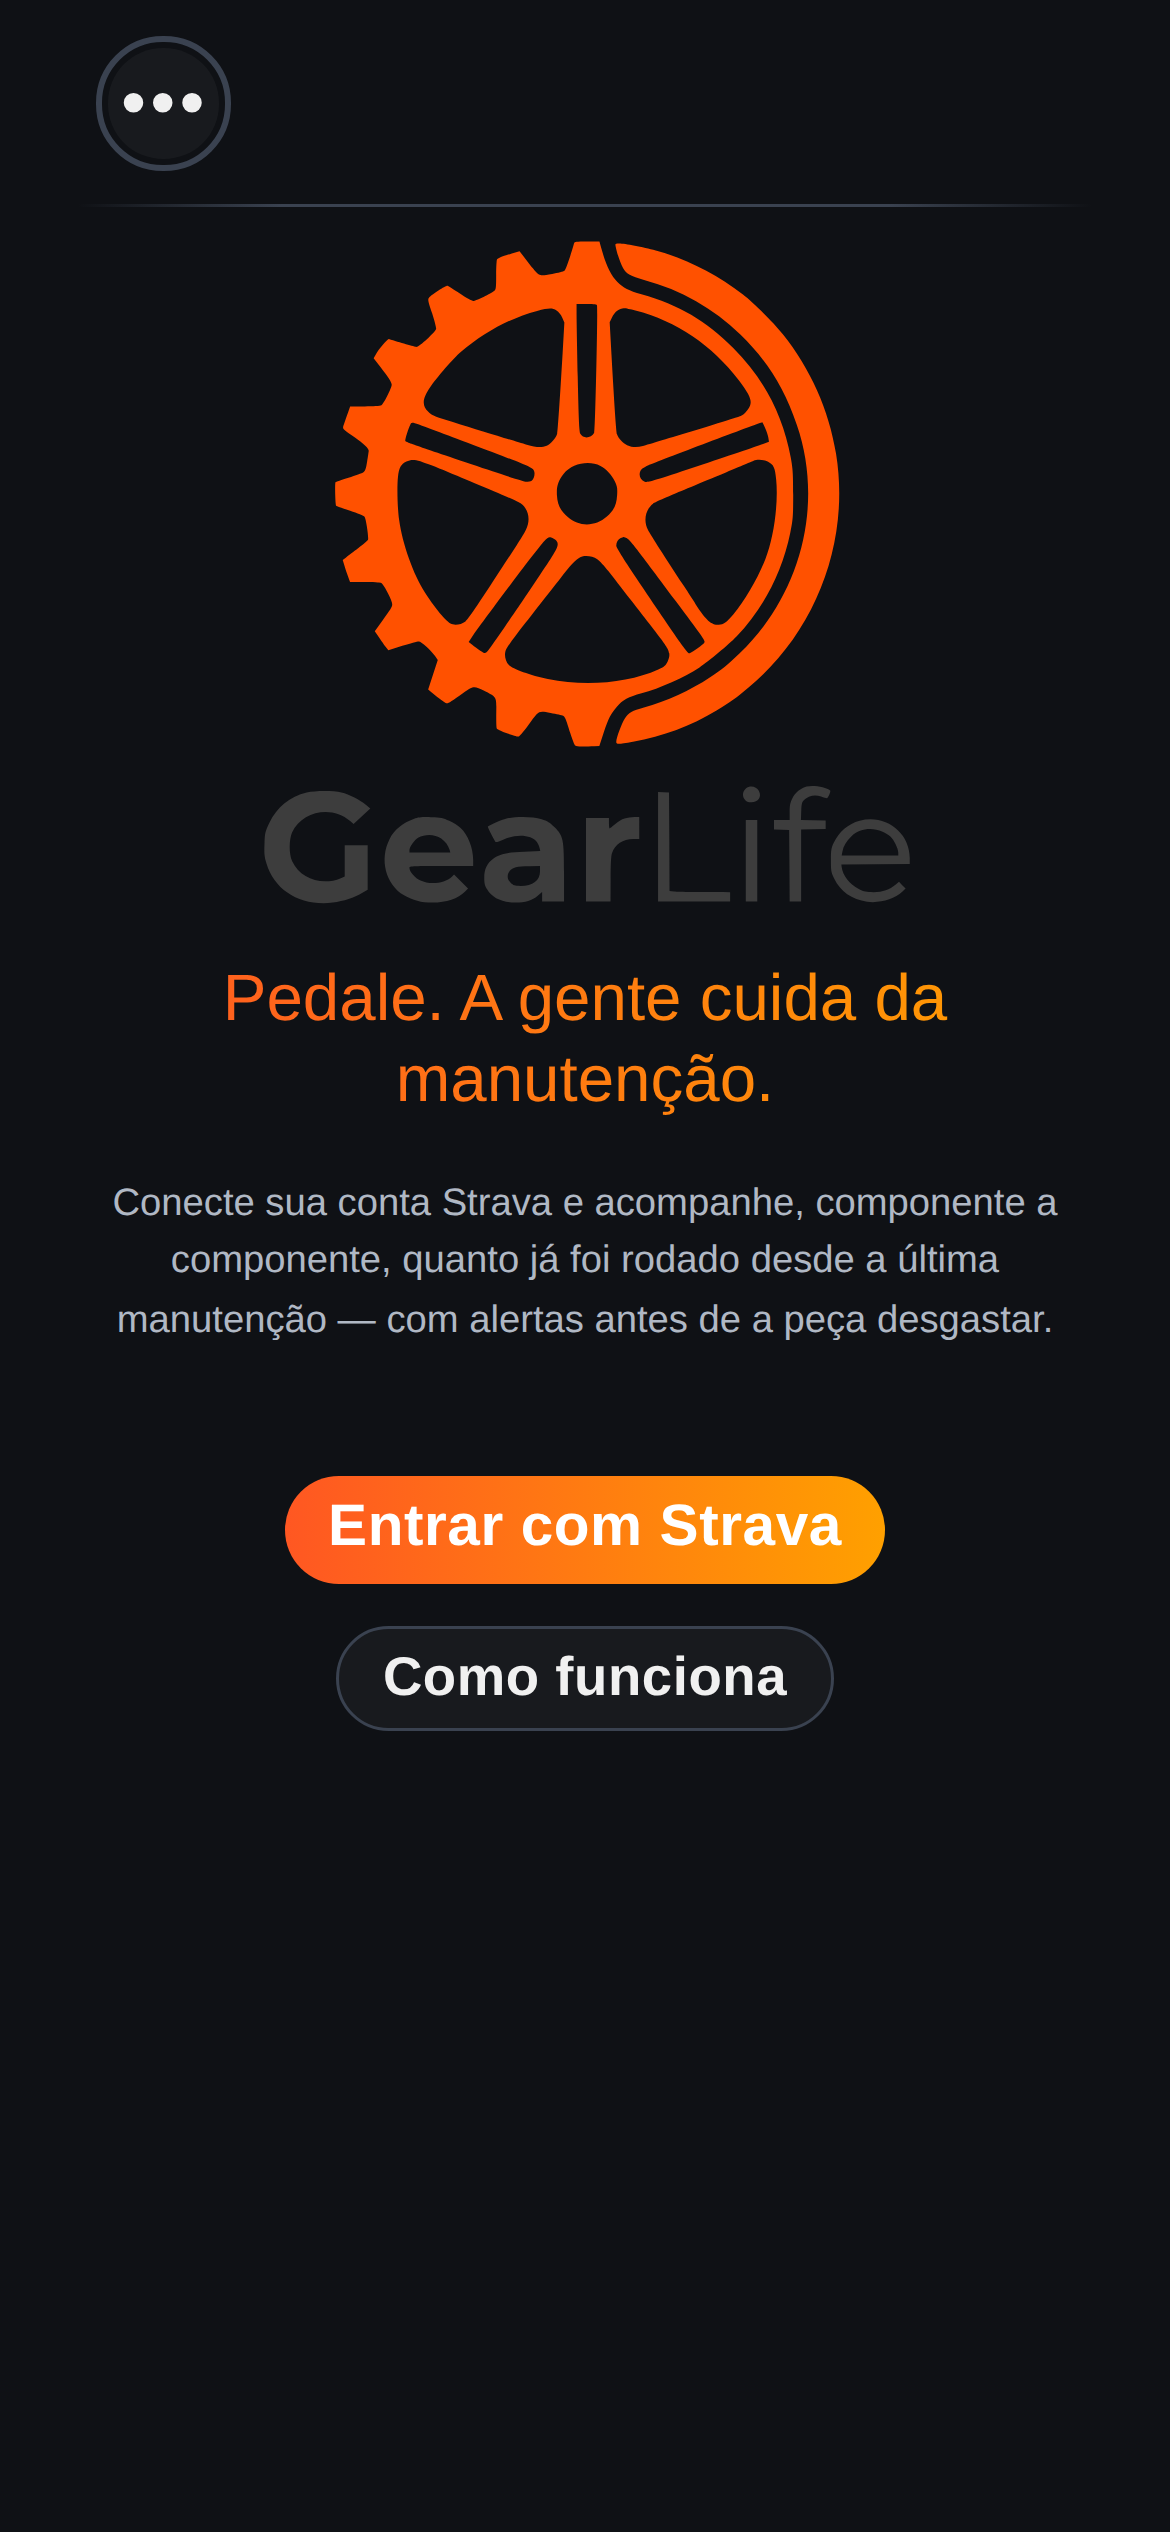 GearLife
Pedale. A gente cuida da
manutenção.
Conecte sua conta Strava e acompanhe, componente a
componente, quanto já foi rodado desde a última
manutenção — com alertas antes de a peça desgastar.
Entrar com Strava
Como funciona